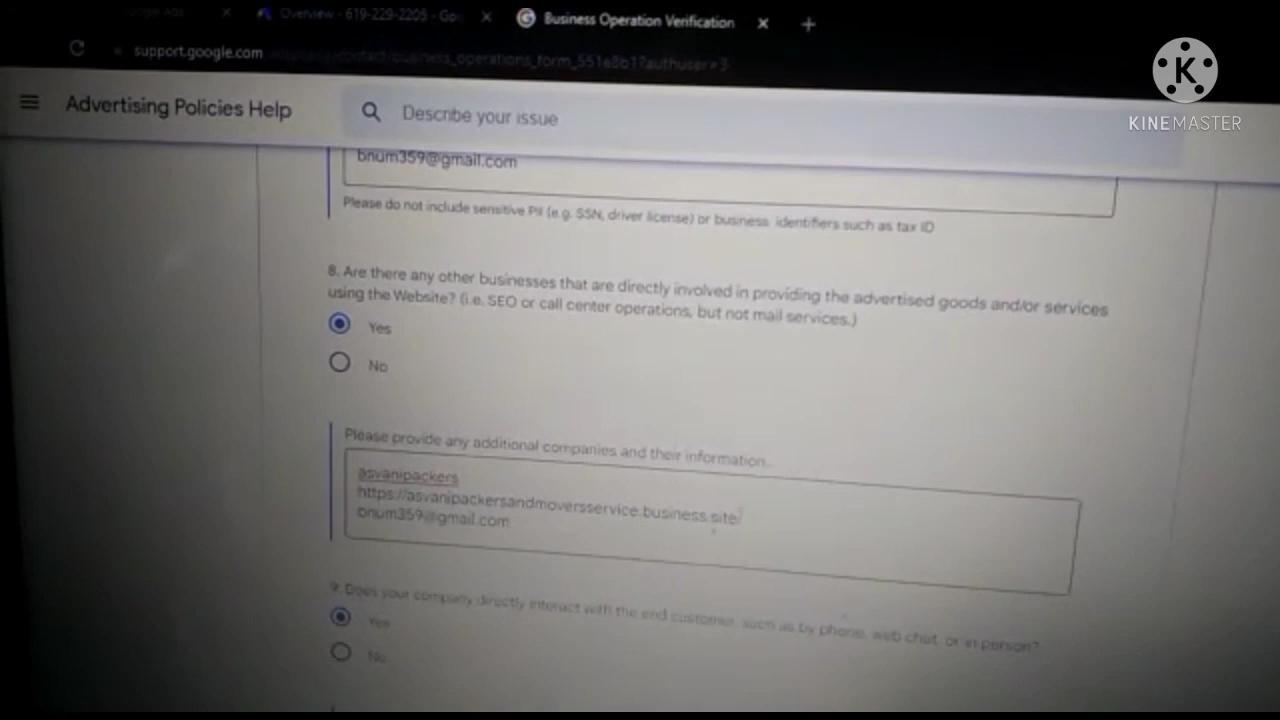 Overview - 619-229-2205 - Go
Business Operation Verification
support.google.com
Advertising Policies Help
Describe your issue
KINEMASTER
bnum359@gmail.com
Please do not include sensitive PII (e.g. SSN, driver license) or business identifiers such as tax ID
8. Are there any other businesses that are directly involved in providing the advertised goods and/or services
using the Website? (i.e. SEO or call center operations, but not mail services.)
Yes
No
Please provide any additional companies and their information.
asvanipackers
https://asvanipackersandmoversservice.business.site/
bnum359@gmail.com
9. Does your company directly interact with the end customer, such as by phone, web chat, or in person?
Yes
No